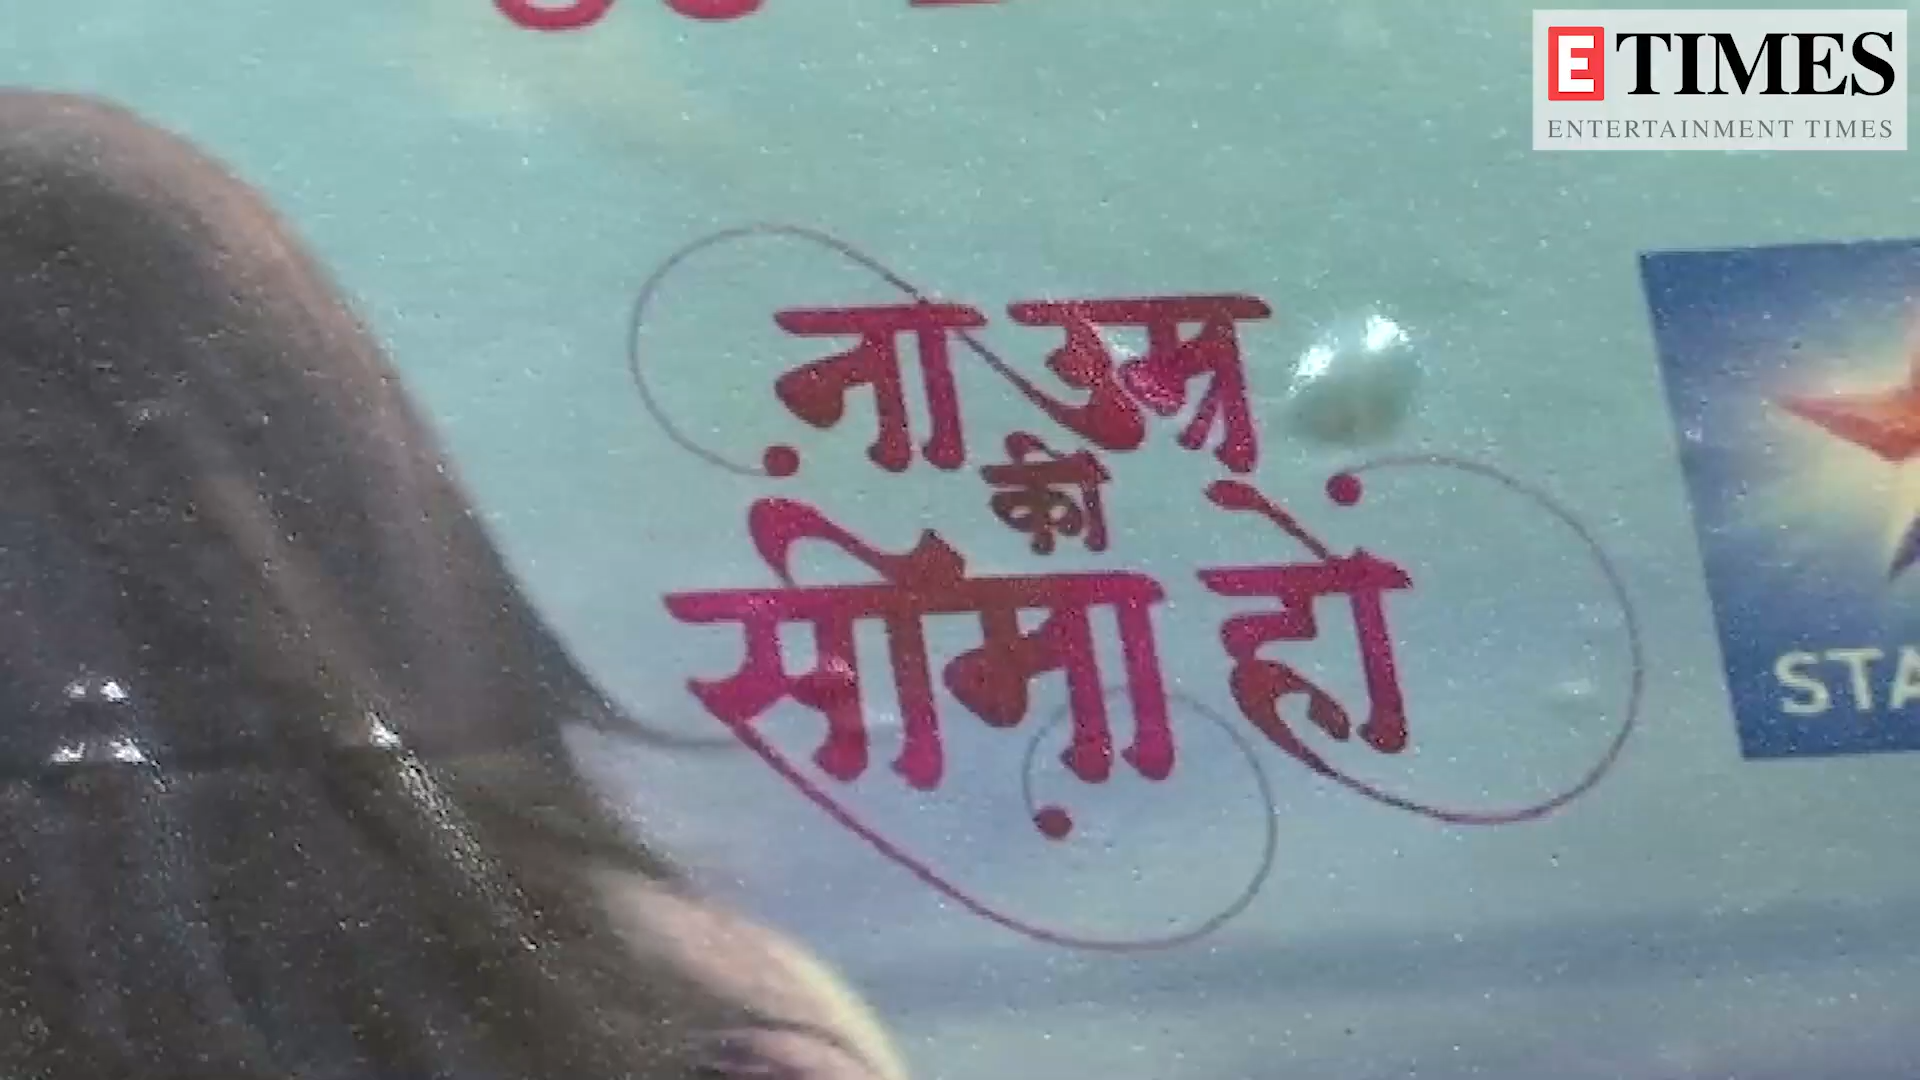 E TIMES
ENTERTAINMENT TIMES
ना उम्र
की
सीमा हो
STA